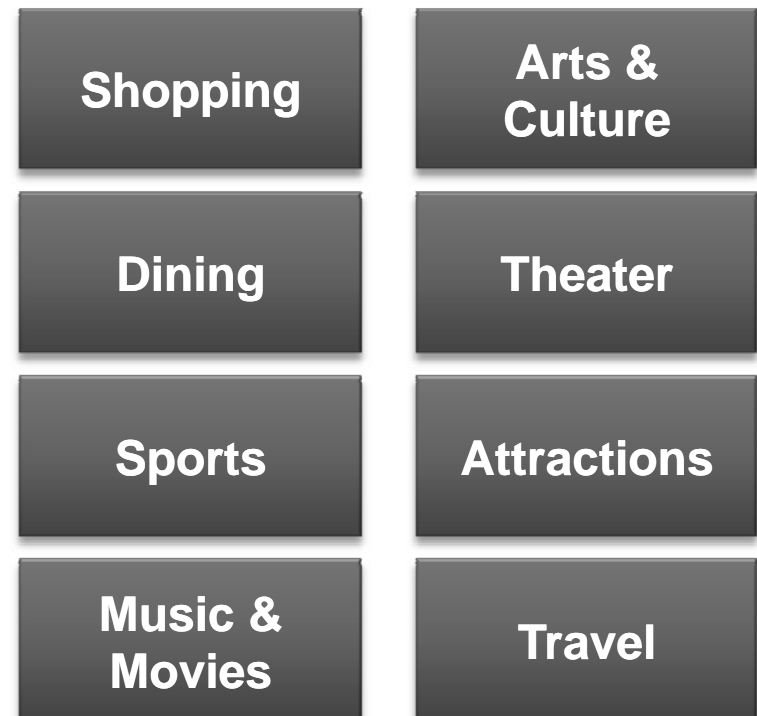 Shopping
Arts &
Culture
Dining
Theater
Sports
Attractions
Music &
Movies
Travel